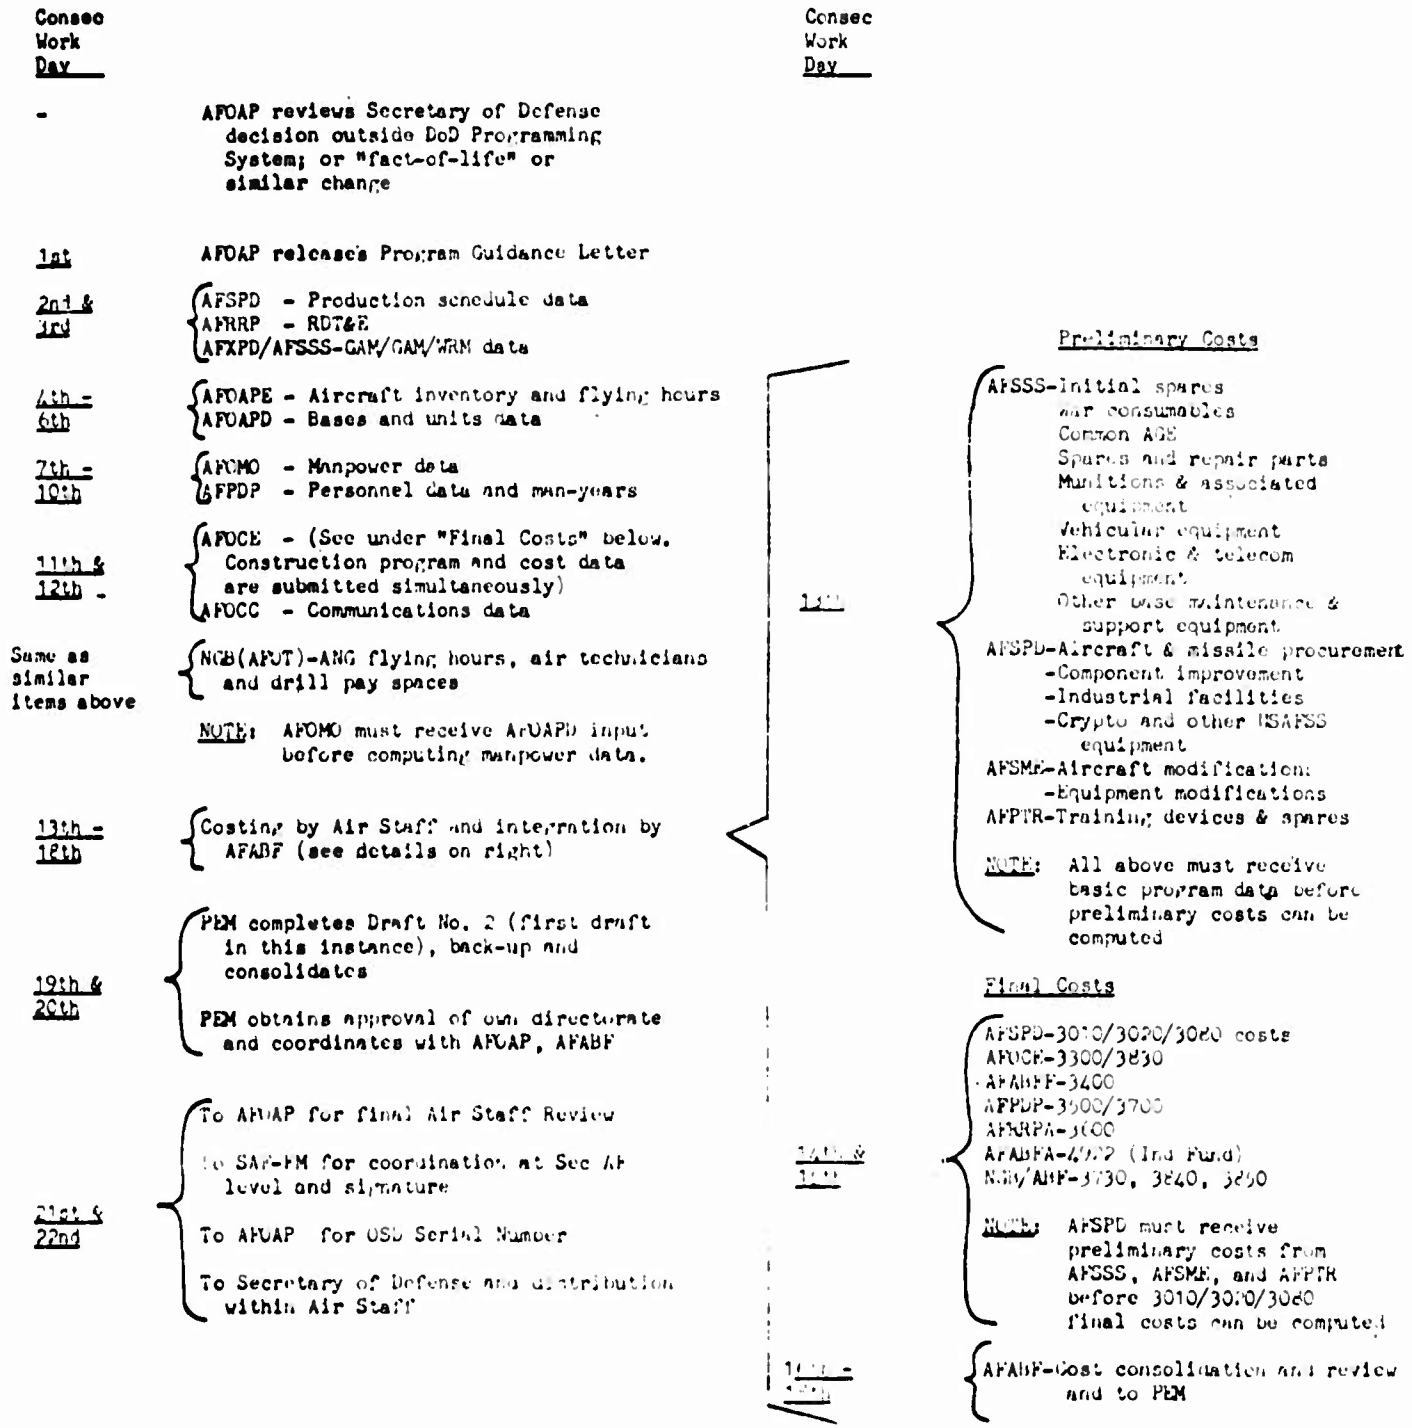 Consec
Work
Day
-
AFOAP reviews Secretary of Defense
decision outside DoD Programming
System; or "fact-of-life" or
similar change
1st
AFOAP release's Program Guidance Letter
2nd &
3rd
AFSPD - Production schedule data
AFRRP - RDT&E
AFXPD/AFSSS-GAM/GAM/WRM data
4th -
6th
AFOAPE - Aircraft inventory and flying hours
AFOAPD - Bases and units data
7th -
10th
AFOMO - Manpower data
AFPDP - Personnel data and man-years
11th &
12th -
AFOCE - (See under "Final Costs" below.
Construction program and cost data
are submitted simultaneously)
AFOCC - Communications data
Same as
similar
items above
NGB(AFOT)-ANG flying hours, air technicians
and drill pay spaces
NOTE: AFOMO must receive AFOAPD input
before computing manpower data.
13th -
18th
Costing by Air Staff and integration by
AFABF (see details on right)
19th &
20th
PEM completes Draft No. 2 (first draft
in this instance), back-up and
consolidates
PEM obtains approval of own directorate
and coordinates with AFOAP, AFABF
21st &
22nd
To AFOAP for final Air Staff Review
To SAF-FM for coordination at Sec AF
level and signature
To AFOAP for OSD Serial Number
To Secretary of Defense and distribution
within Air Staff
Consec
Work
Day
13th
Preliminary Costs
AFSSS-Initial spares
War consumables
Common AGE
Spares and repair parts
Munitions & associated
equipment
Vehicular equipment
Electronic & telecom
equipment
Other base maintenance &
support equipment
AFSPD-Aircraft & missile procurement
-Component improvement
-Industrial facilities
-Crypto and other USAFSS
equipment
AFSME-Aircraft modifications
-Equipment modifications
AFPTR-Training devices & spares
NOTE: All above must receive
basic program data before
preliminary costs can be
computed
Final Costs
14th &
15th
AFSPD-3010/3020/3080 costs
AFOCE-3300/3830
AFABFF-3400
AFPDP-3500/3700
AFRRPA-3600
AFABFA-4922 (Ind Fund)
NGB/ABF-3730, 3840, 3850
NOTE: AFSPD must receive
preliminary costs from
AFSSS, AFSME, and AFPTR
before 3010/3020/3080
final costs can be computed
16th -
AFABF-Cost consolidation and review
and to PEM